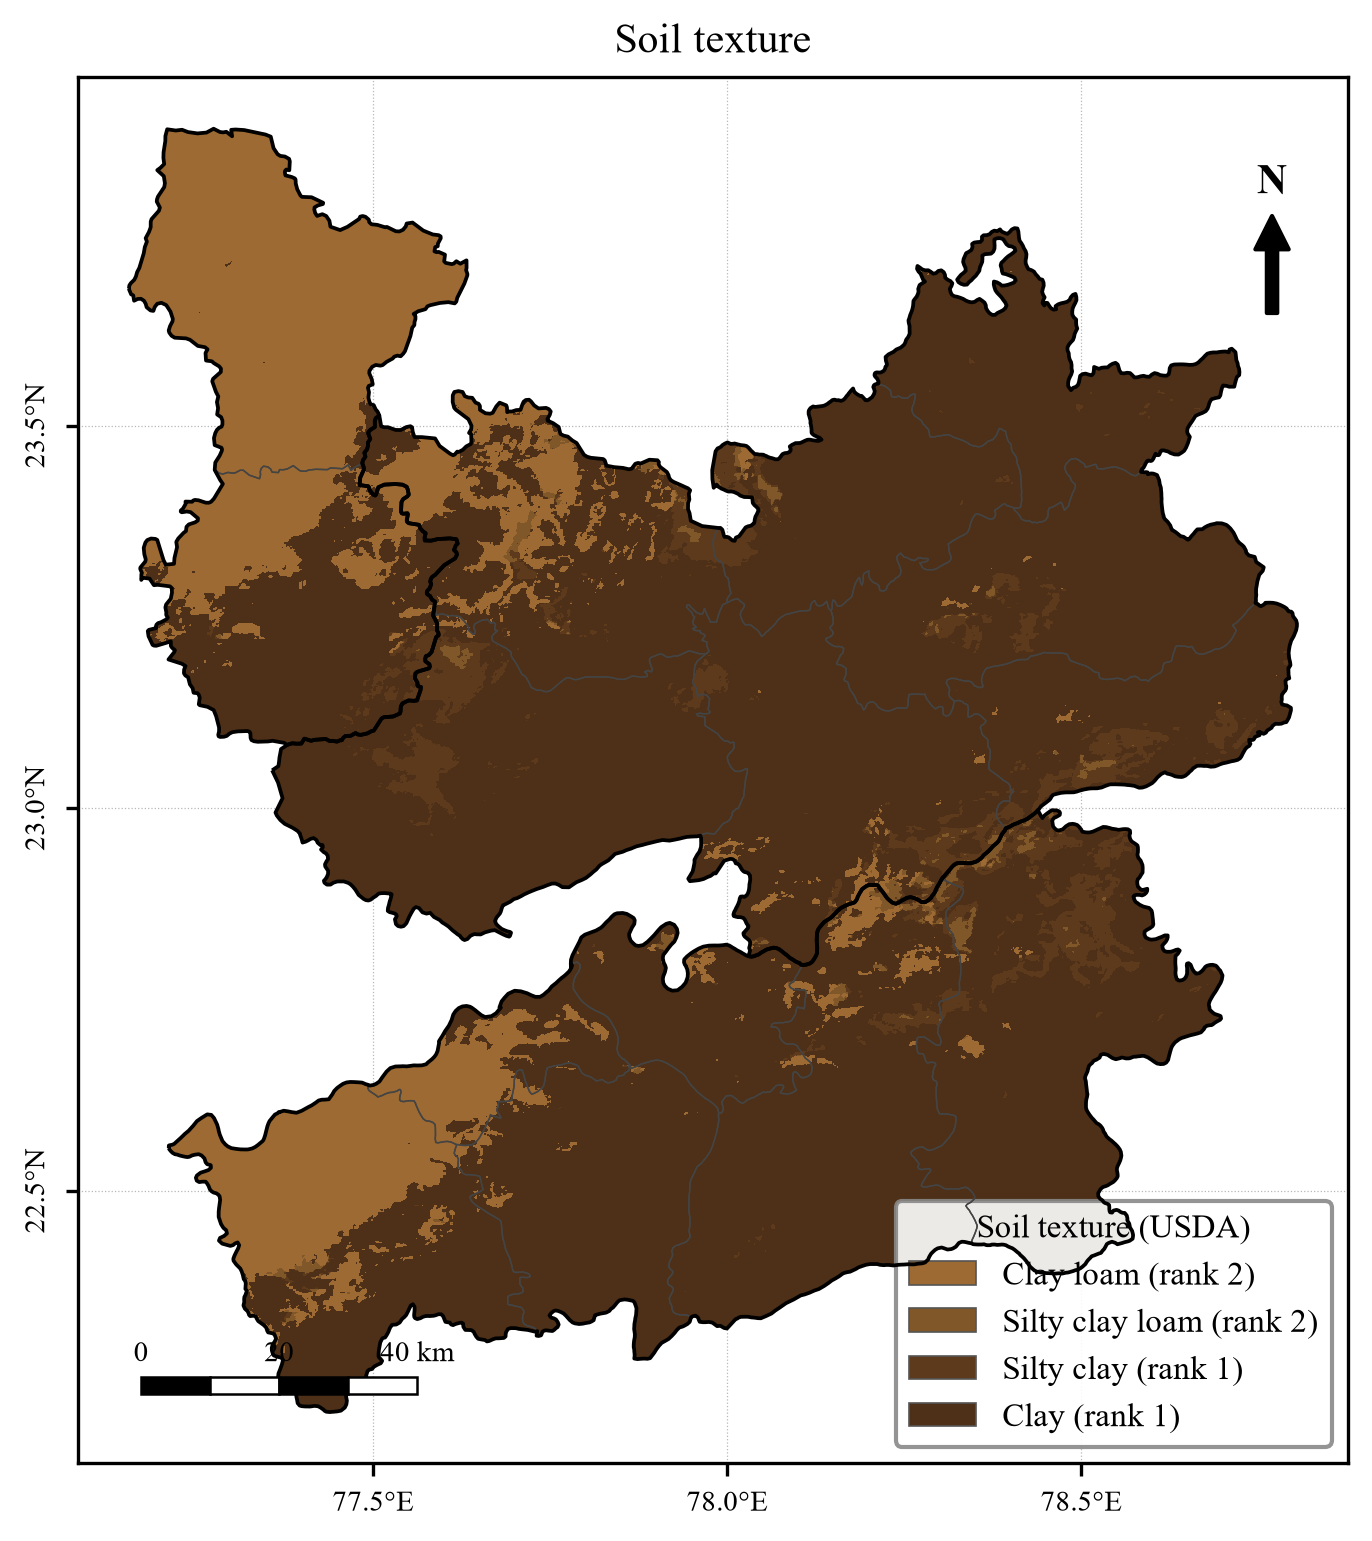 Soil texture
N
23.5°N
23.0°N
22.5°N
Soil texture (USDA)
Clay loam (rank 2)
Silty clay loam (rank 2)
Silty clay (rank 1)
Clay (rank 1)
0 20 40 km
77.5°E 78.0°E 78.5°E